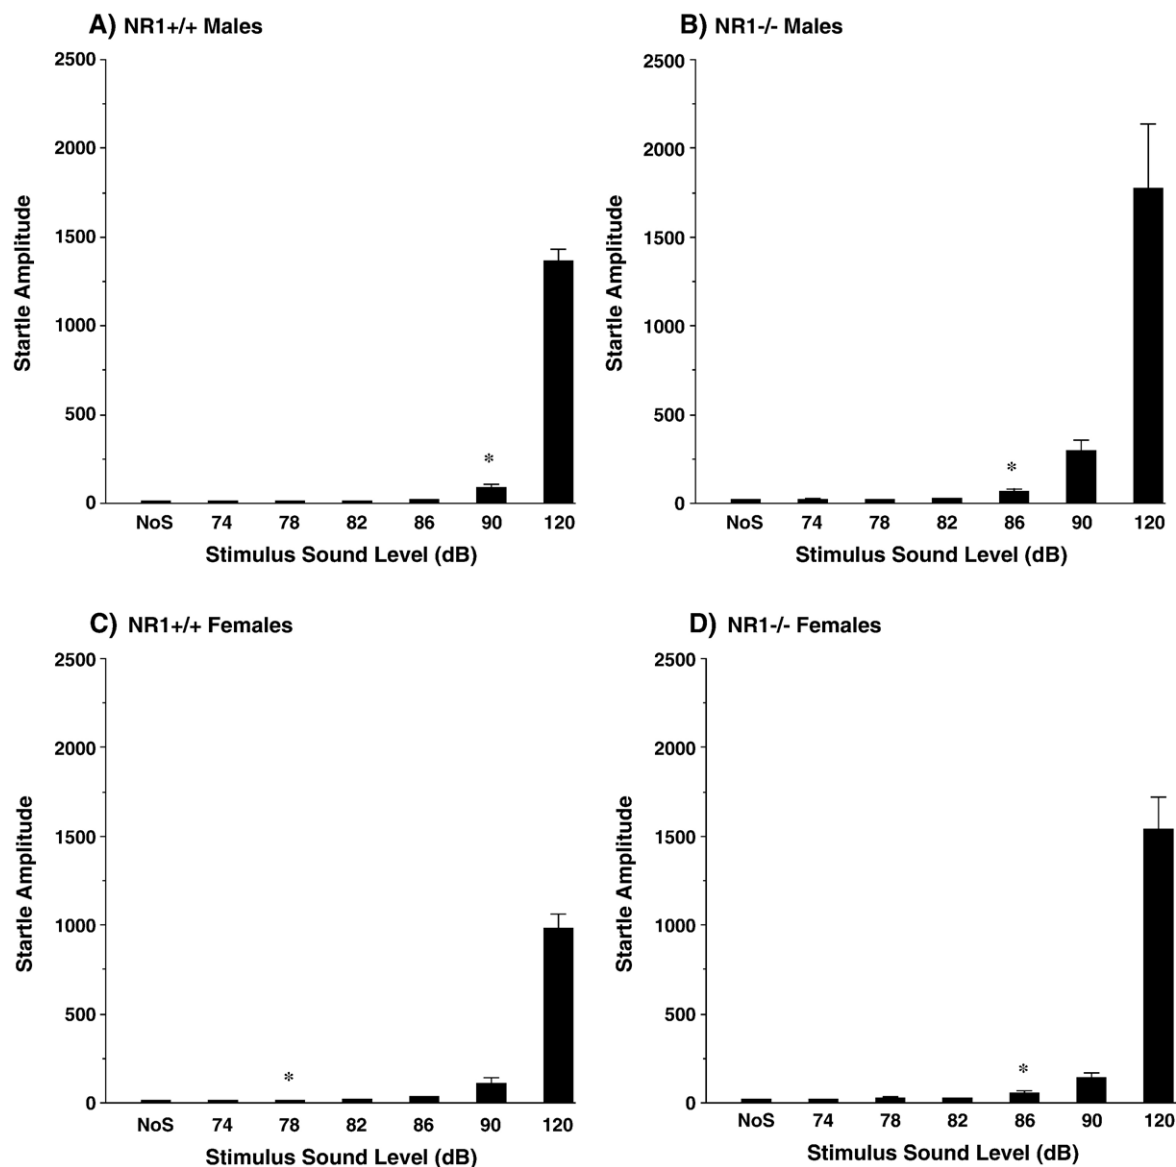 A) NR1+/+ Males
2500
2000
1500
1000
500
0
Startle Amplitude
*
NoS 74 78 82 86 90 120
Stimulus Sound Level (dB)
B) NR1-/- Males
2500
2000
1500
1000
500
0
Startle Amplitude
*
NoS 74 78 82 86 90 120
Stimulus Sound Level (dB)
C) NR1+/+ Females
2500
2000
1500
1000
500
0
Startle Amplitude
*
NoS 74 78 82 86 90 120
Stimulus Sound Level (dB)
D) NR1-/- Females
2500
2000
1500
1000
500
0
Startle Amplitude
*
NoS 74 78 82 86 90 120
Stimulus Sound Level (dB)